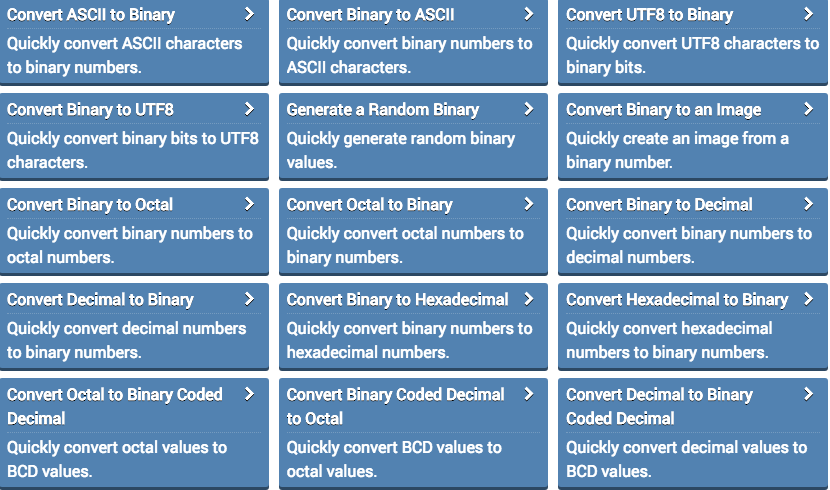 Convert ASCII to Binary
Quickly convert ASCII characters
to binary numbers.
Convert Binary to ASCII
Quickly convert binary numbers to
ASCII characters.
Convert UTF8 to Binary
Quickly convert UTF8 characters to
binary bits.
Convert Binary to UTF8
Quickly convert binary bits to UTF8
characters.
Generate a Random Binary
Quickly generate random binary
values.
Convert Binary to an Image
Quickly create an image from a
binary number.
Convert Binary to Octal
Quickly convert binary numbers to
octal numbers.
Convert Octal to Binary
Quickly convert octal numbers to
binary numbers.
Convert Binary to Decimal
Quickly convert binary numbers to
decimal numbers.
Convert Decimal to Binary
Quickly convert decimal numbers
to binary numbers.
Convert Binary to Hexadecimal
Quickly convert binary numbers to
hexadecimal numbers.
Convert Hexadecimal to Binary
Quickly convert hexadecimal
numbers to binary numbers.
Convert Octal to Binary Coded
Decimal
Quickly convert octal values to
BCD values.
Convert Binary Coded Decimal
to Octal
Quickly convert BCD values to
octal values.
Convert Decimal to Binary
Coded Decimal
Quickly convert decimal values to
BCD values.